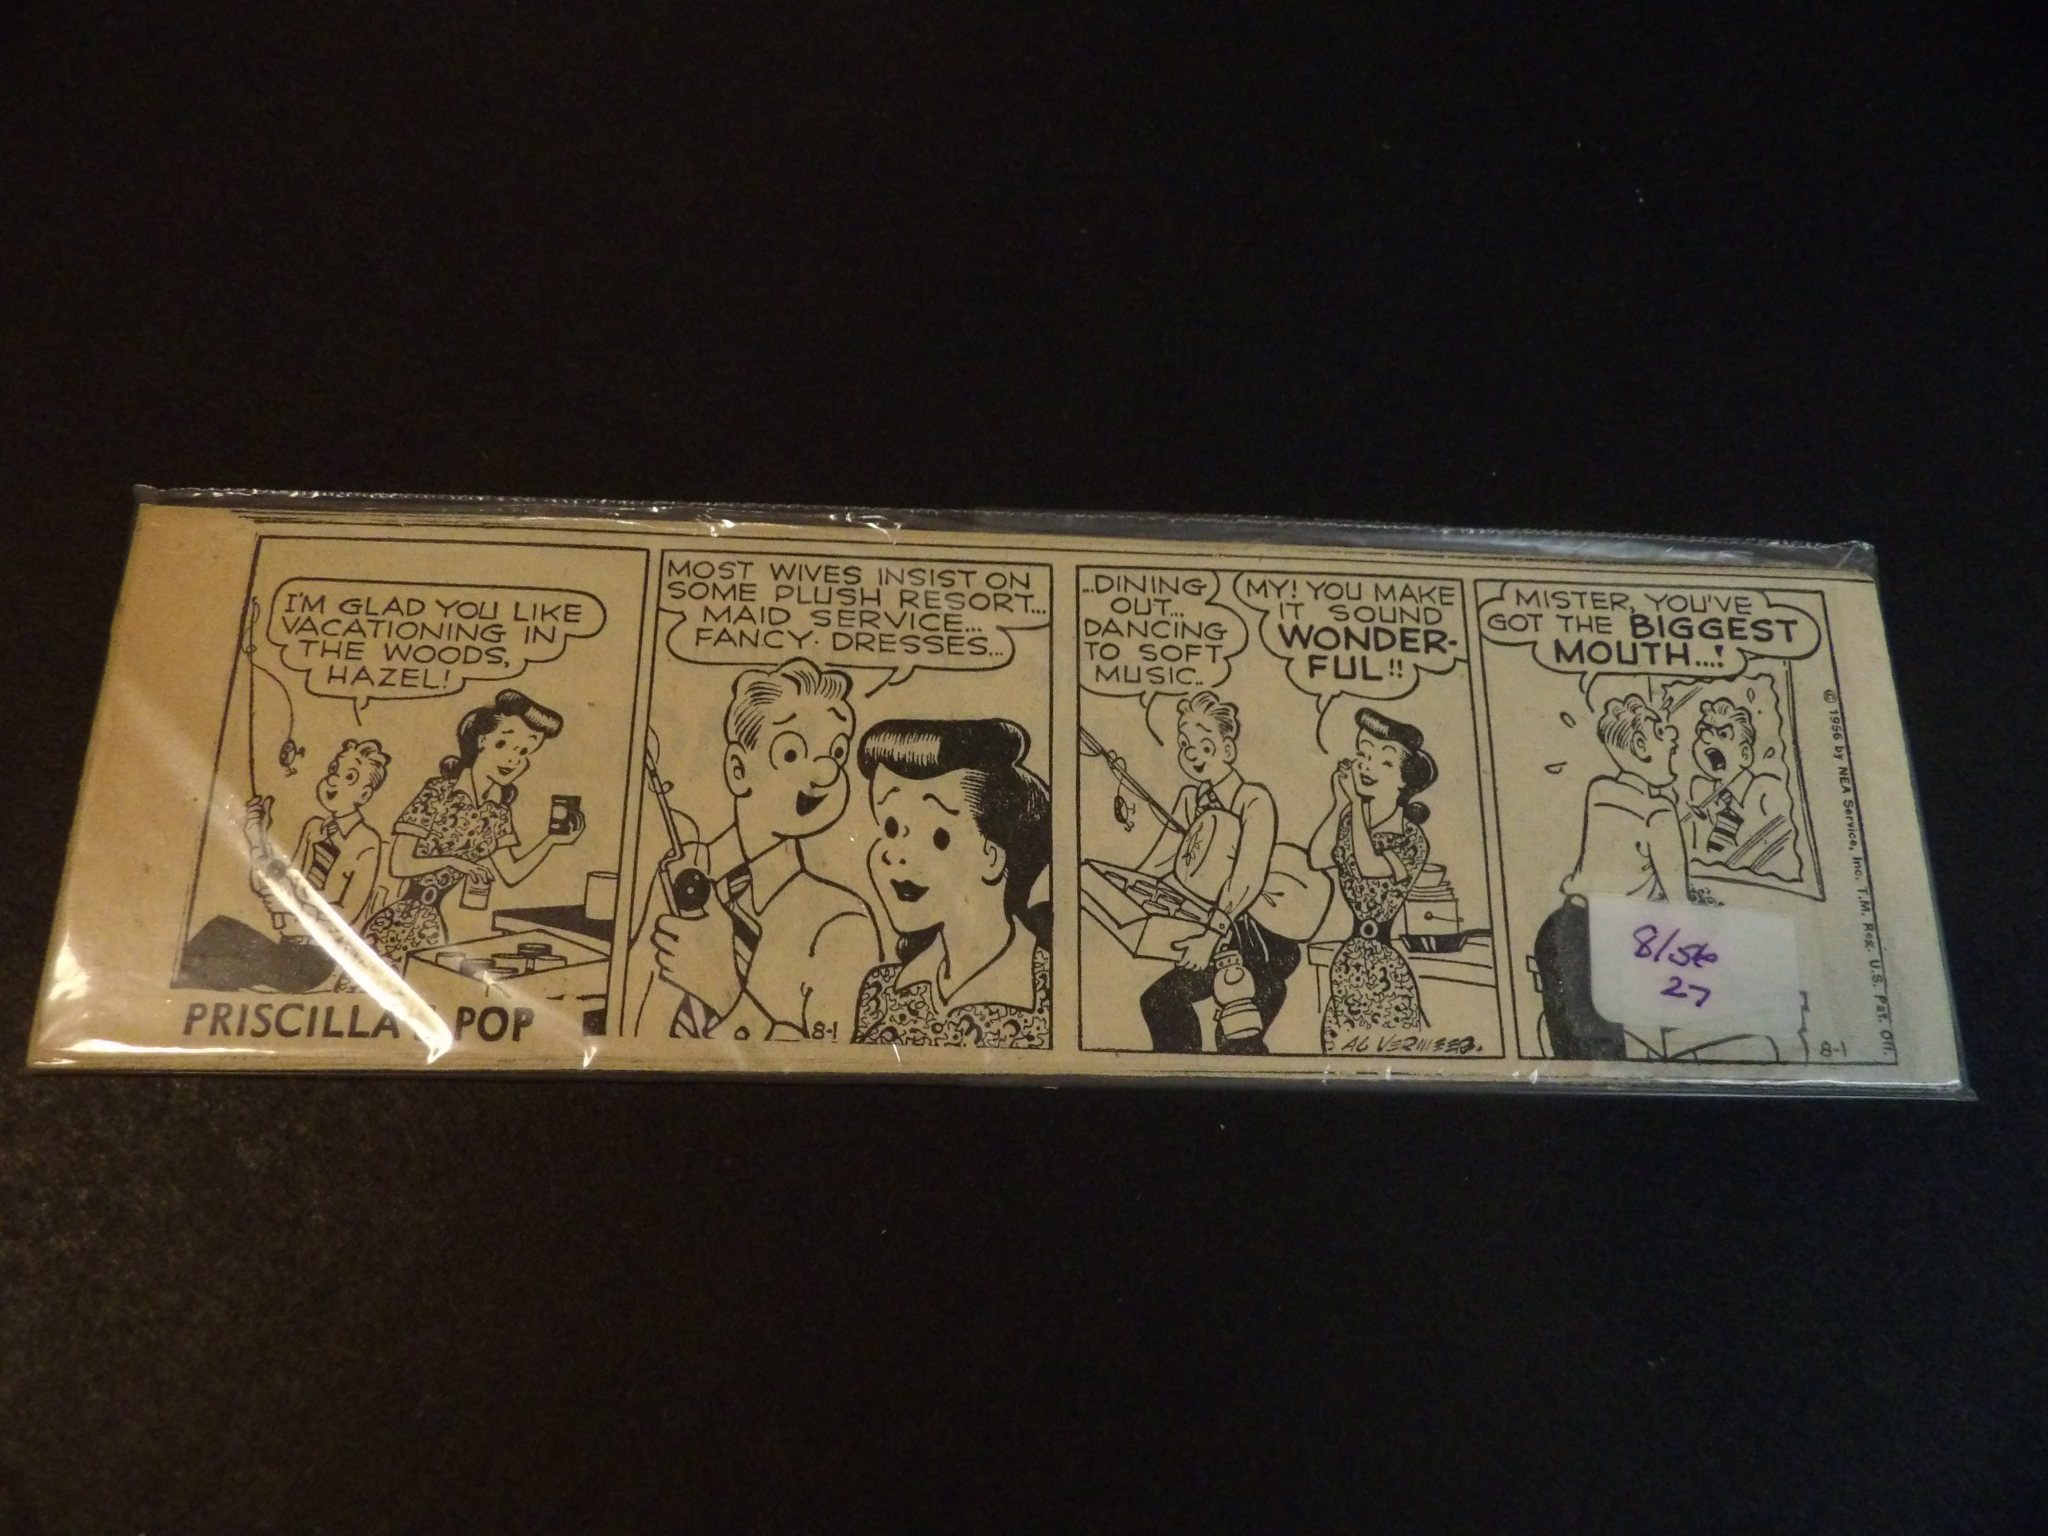 I'M GLAD YOU LIKE
VACATIONING IN
THE WOODS,
HAZEL!
PRISCILLA'S POP
MOST WIVES INSIST ON
SOME PLUSH RESORT...
MAID SERVICE...
FANCY DRESSES...
8-1
...DINING
OUT...
DANCING
TO SOFT
MUSIC..
MY! YOU MAKE
IT SOUND
WONDER-
FUL!!
AL VERMEER.
MISTER, YOU'VE
GOT THE BIGGEST
MOUTH...!
© 1956 by NEA Service, Inc. T.M. Reg. U.S. Pat. Off.
8/56
27
8-1